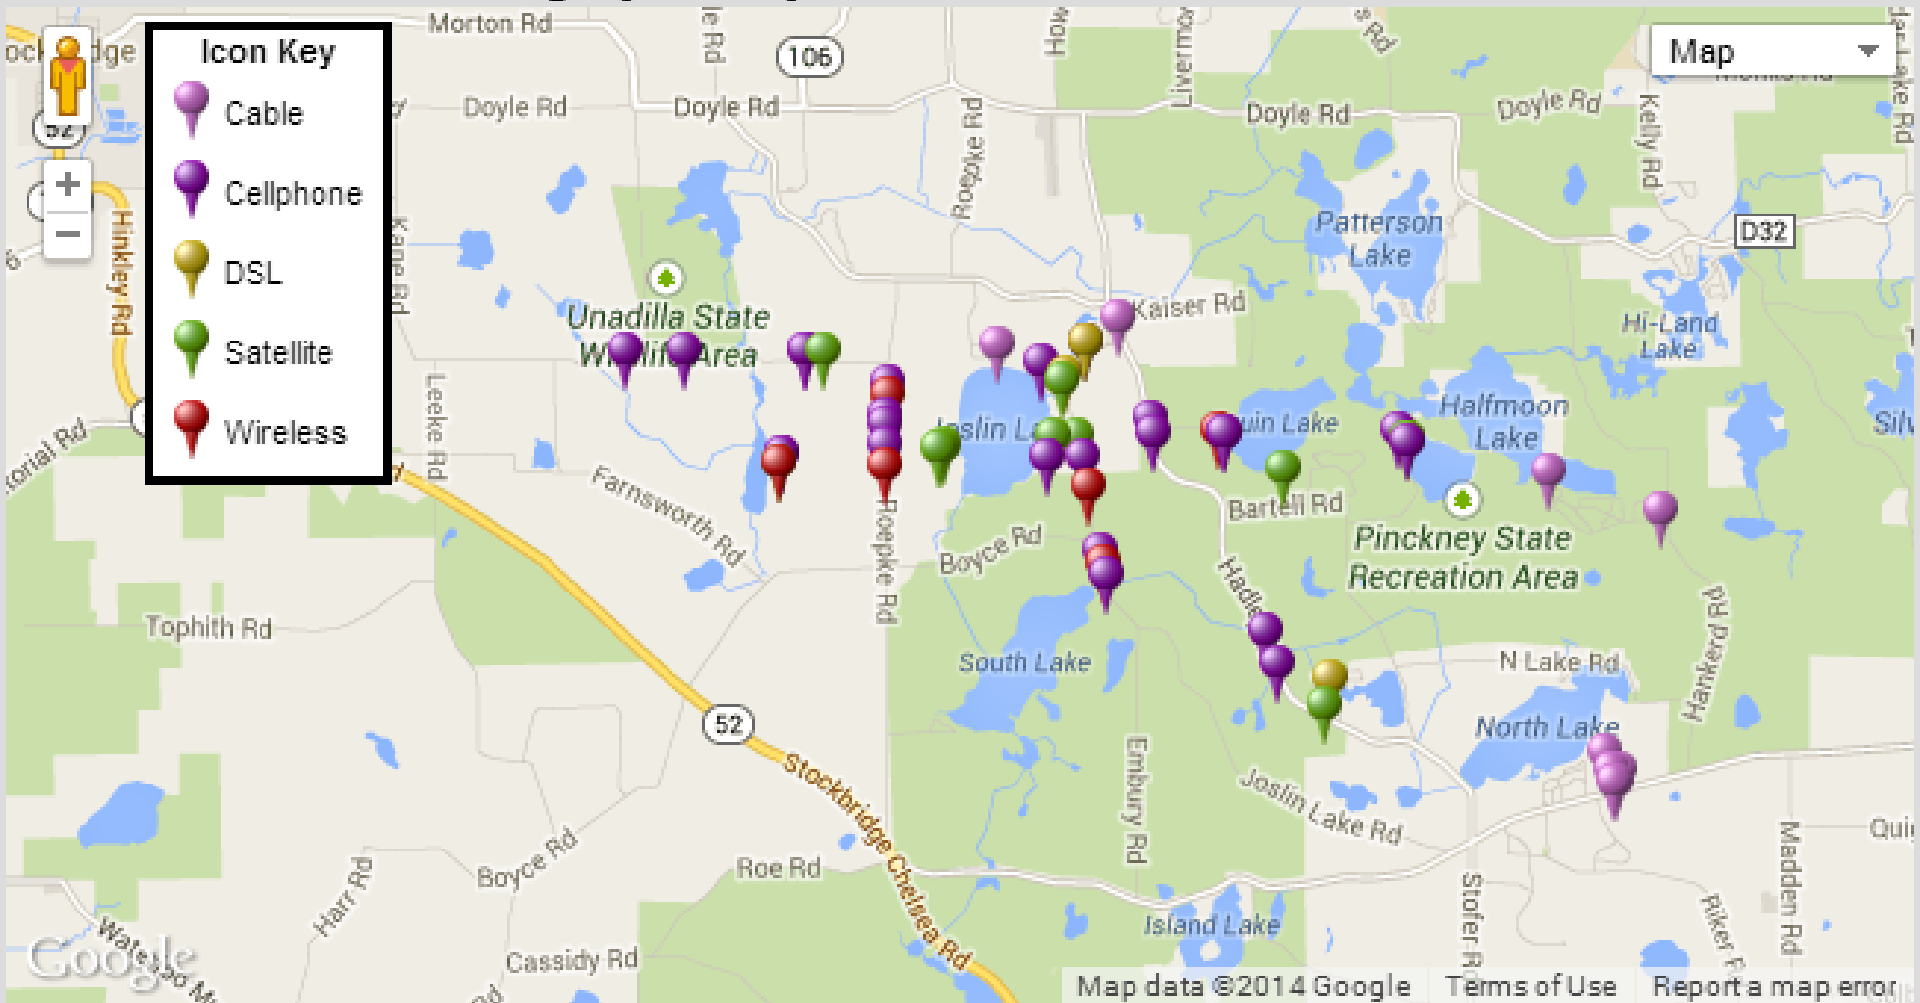 Morton Rd
106
Map
Icon Key
Cable
Cellphone
DSL
Satellite
Wireless
Doyle Rd
Doyle Rd
Doyle Rd
Doyle Rd
Kelly Rd
52
Roepke Rd
Hinkley Rd
Kane Rd
Patterson
Lake
D32
Kaiser Rd
Unadilla State
Wildlife Area
Hi-Land
Lake
Leeke Rd
Halfmoon
Lake
Farnsworth Rd
Bartell Rd
Boyce Rd
Pinckney State
Recreation Area
Roepke Rd
Tophith Rd
South Lake
N Lake Rd
Hankerd Rd
52
North Lake
Stockbridge Chelsea Rd
Embury Rd
Joslin Lake Rd
Boyce Rd
Roe Rd
Harr Rd
Madden Rd
Island Lake
Cassidy Rd
Google
Map data ©2014 Google
Terms of Use
Report a map error